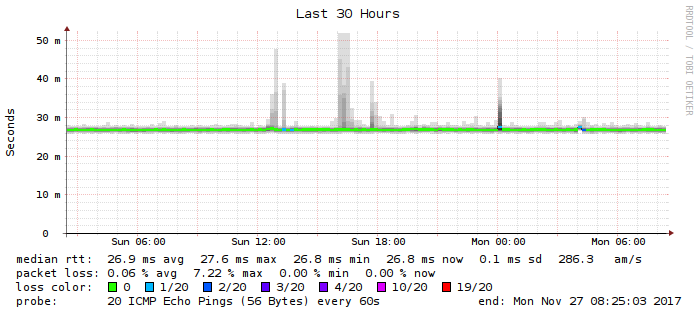 Last 30 Hours
RRDTOOL / TOBI OETIKER
Seconds
50 m
40 m
30 m
20 m
10 m
0
Sun 06:00 Sun 12:00 Sun 18:00 Mon 00:00 Mon 06:00
median rtt: 26.9 ms avg 27.6 ms max 26.8 ms min 26.8 ms now 0.1 ms sd 286.3 am/s
packet loss: 0.06 % avg 7.22 % max 0.00 % min 0.00 % now
loss color: 0 1/20 2/20 3/20 4/20 10/20 19/20
probe: 20 ICMP Echo Pings (56 Bytes) every 60s end: Mon Nov 27 08:25:03 2017